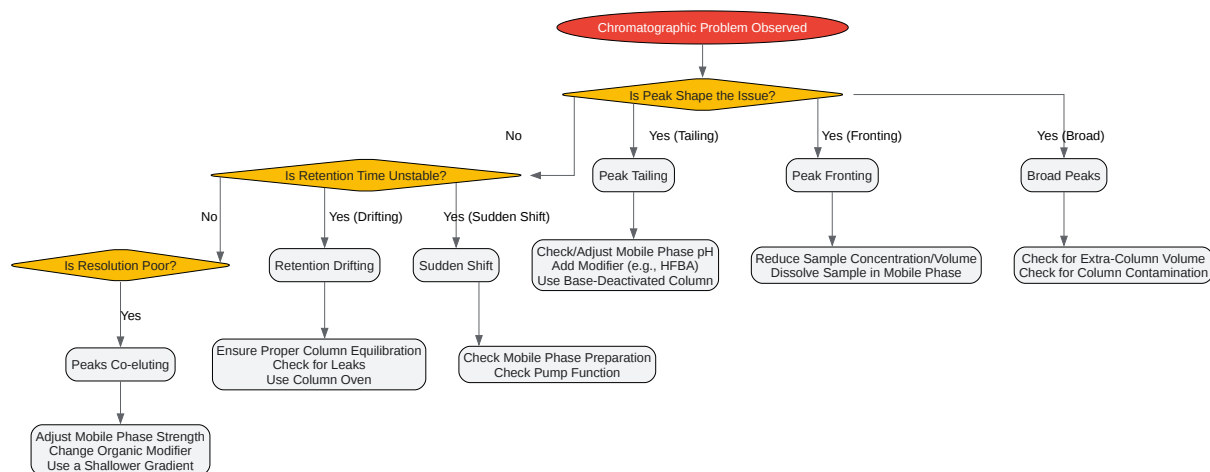 Chromatographic Problem Observed
Is Peak Shape the Issue?
No
Yes (Tailing)
Yes (Fronting)
Yes (Broad)
Is Retention Time Unstable?
Peak Tailing
Peak Fronting
Broad Peaks
No
Yes (Drifting)
Yes (Sudden Shift)
Is Resolution Poor?
Retention Drifting
Sudden Shift
Check/Adjust Mobile Phase pH
Add Modifier (e.g., HFBA)
Use Base-Deactivated Column
Reduce Sample Concentration/Volume
Dissolve Sample in Mobile Phase
Check for Extra-Column Volume
Check for Column Contamination
Yes
Peaks Co-eluting
Ensure Proper Column Equilibration
Check for Leaks
Use Column Oven
Check Mobile Phase Preparation
Check Pump Function
Adjust Mobile Phase Strength
Change Organic Modifier
Use a Shallower Gradient